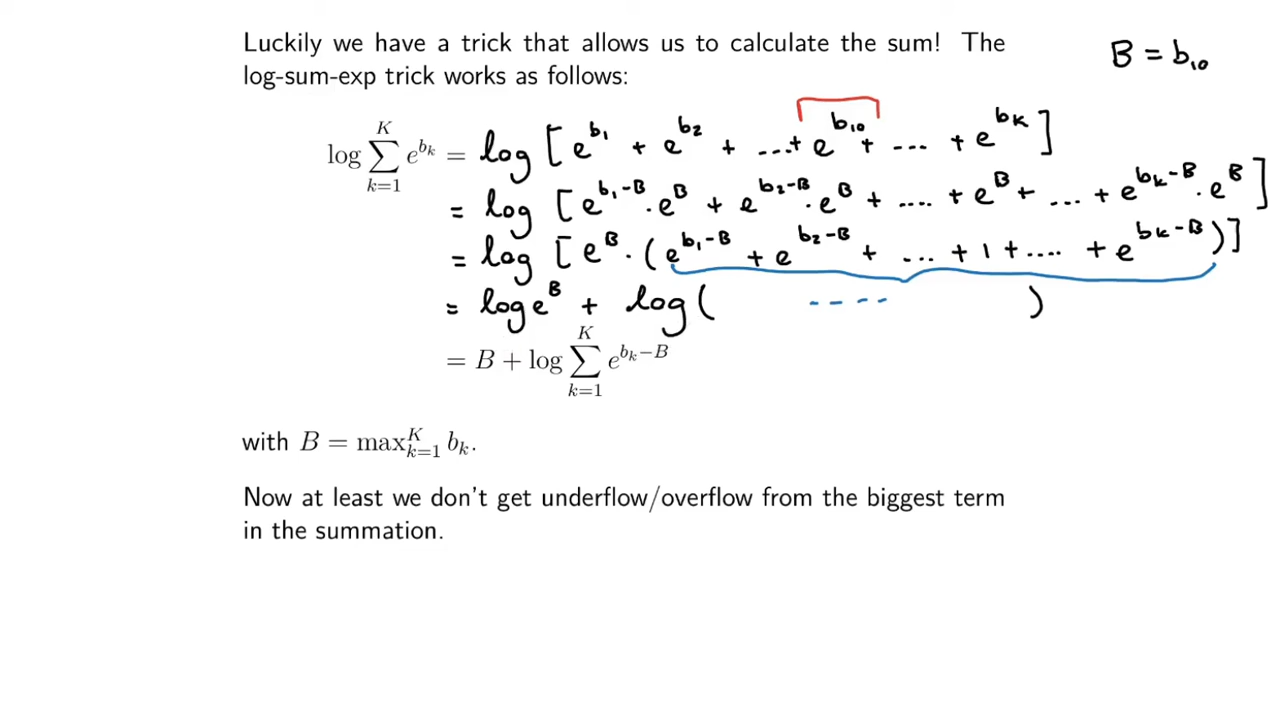 Luckily we have a trick that allows us to calculate the sum! The
log-sum-exp trick works as follows:
B = b₁₀
log ∑_{k=1}^{K} e^{b_k} = log [e^{b₁} + e^{b₂} + ...+ e^{b₁₀} + ... + e^{b_K}]
= log [e^{b₁-B} · e^B + e^{b₂-B} · e^B + .... + e^B + ... + e^{b_K-B} · e^B]
= log [e^B · (e^{b₁-B} + e^{b₂-B} + ... + 1 + .... + e^{b_K-B})]
= log e^B + log ( ---- )
= B + log ∑_{k=1}^{K} e^{b_k-B}
with B = max_{k=1}^{K} b_k.
Now at least we don't get underflow/overflow from the biggest term
in the summation.